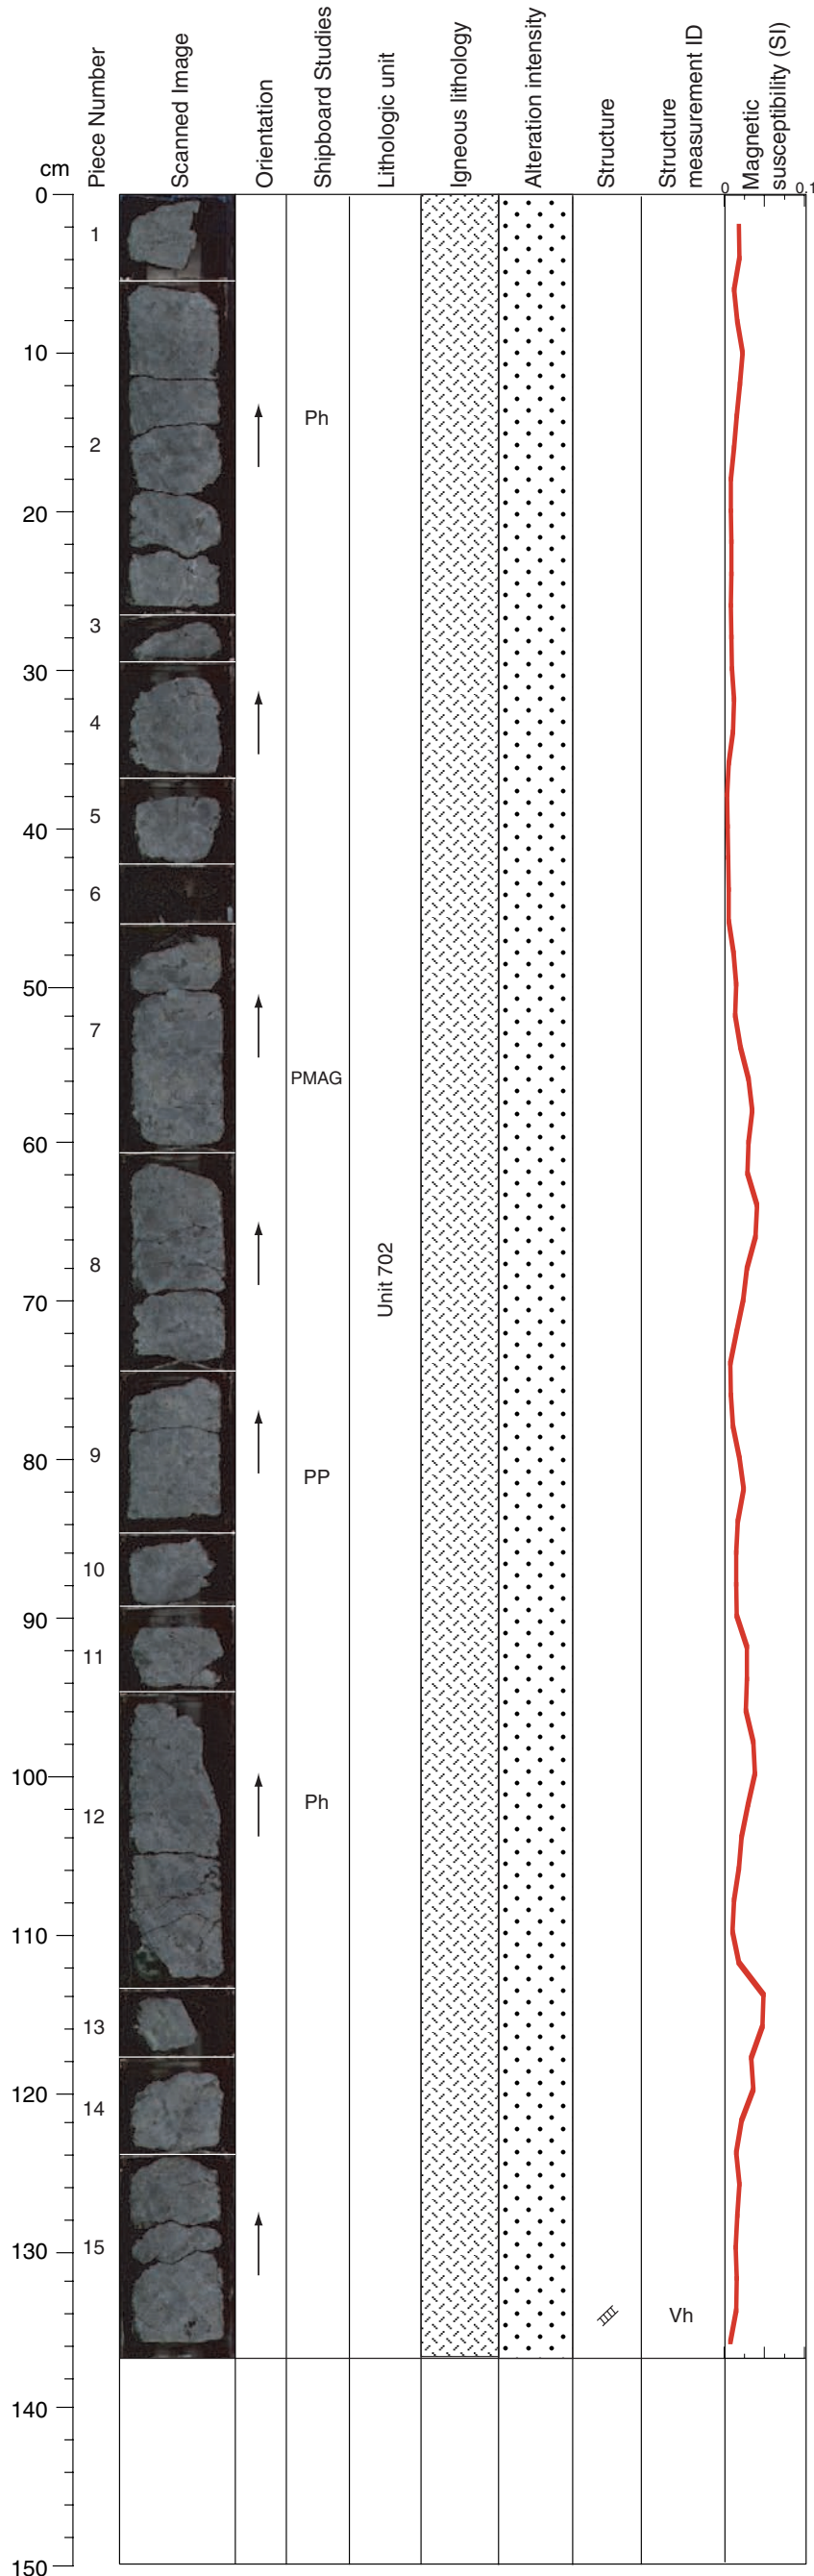 cm
Piece Number
Scanned Image
Orientation
Shipboard Studies
Lithologic unit
Igneous lithology
Alteration intensity
Structure
Structure
measurement ID
Magnetic
susceptibility (SI)
0
0
0.1
1
10
Ph
2
20
3
30
4
5
40
6
50
7
PMAG
60
Unit 702
8
70
9
80
PP
10
90
11
100
12
Ph
110
13
120
14
130
15
Vh
140
150